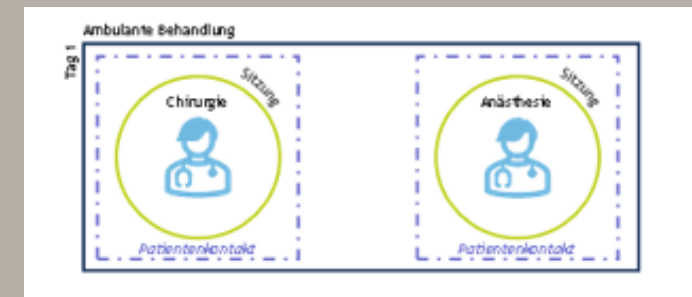 Ambulante Behandlung
Tag 1
Sitzung
Chirurgie
Patientenkontakt
Sitzung
Anästhesie
Patientenkontakt